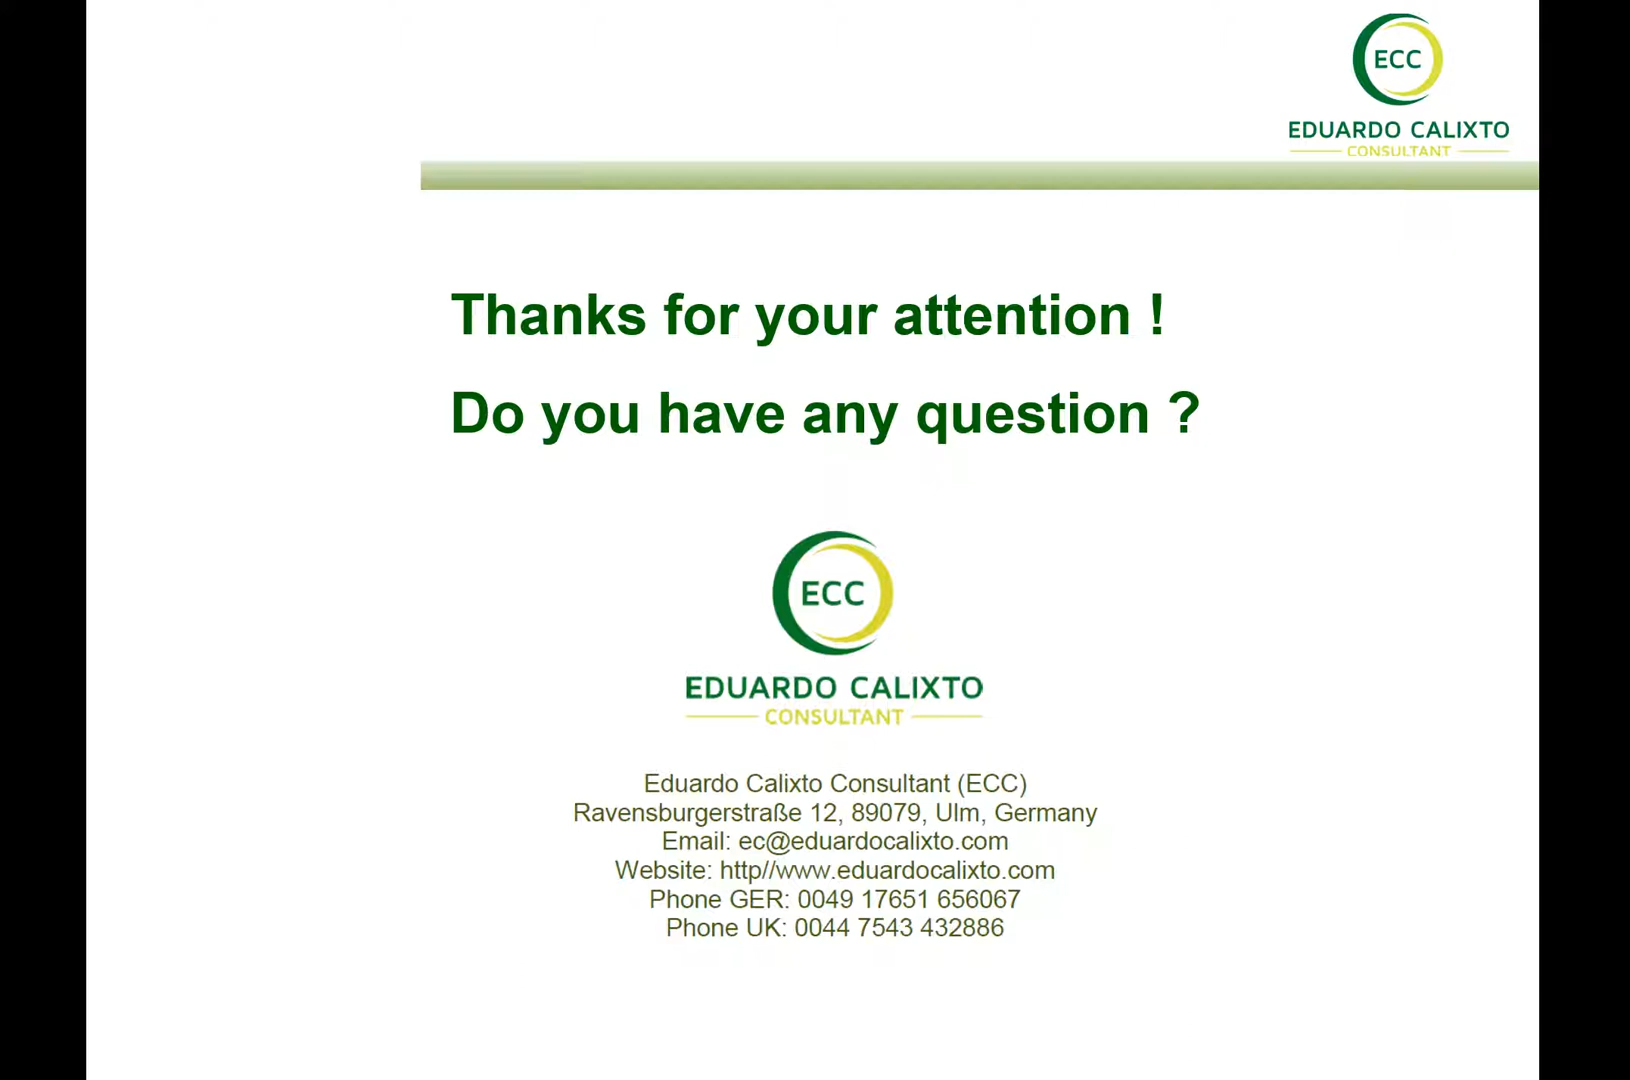 ECC
EDUARDO CALIXTO
CONSULTANT
Thanks for your attention !
Do you have any question ?
ECC
EDUARDO CALIXTO
CONSULTANT
Eduardo Calixto Consultant (ECC)
Ravensburgerstraße 12, 89079, Ulm, Germany
Email: ec@eduardocalixto.com
Website: http//www.eduardocalixto.com
Phone GER: 0049 17651 656067
Phone UK: 0044 7543 432886